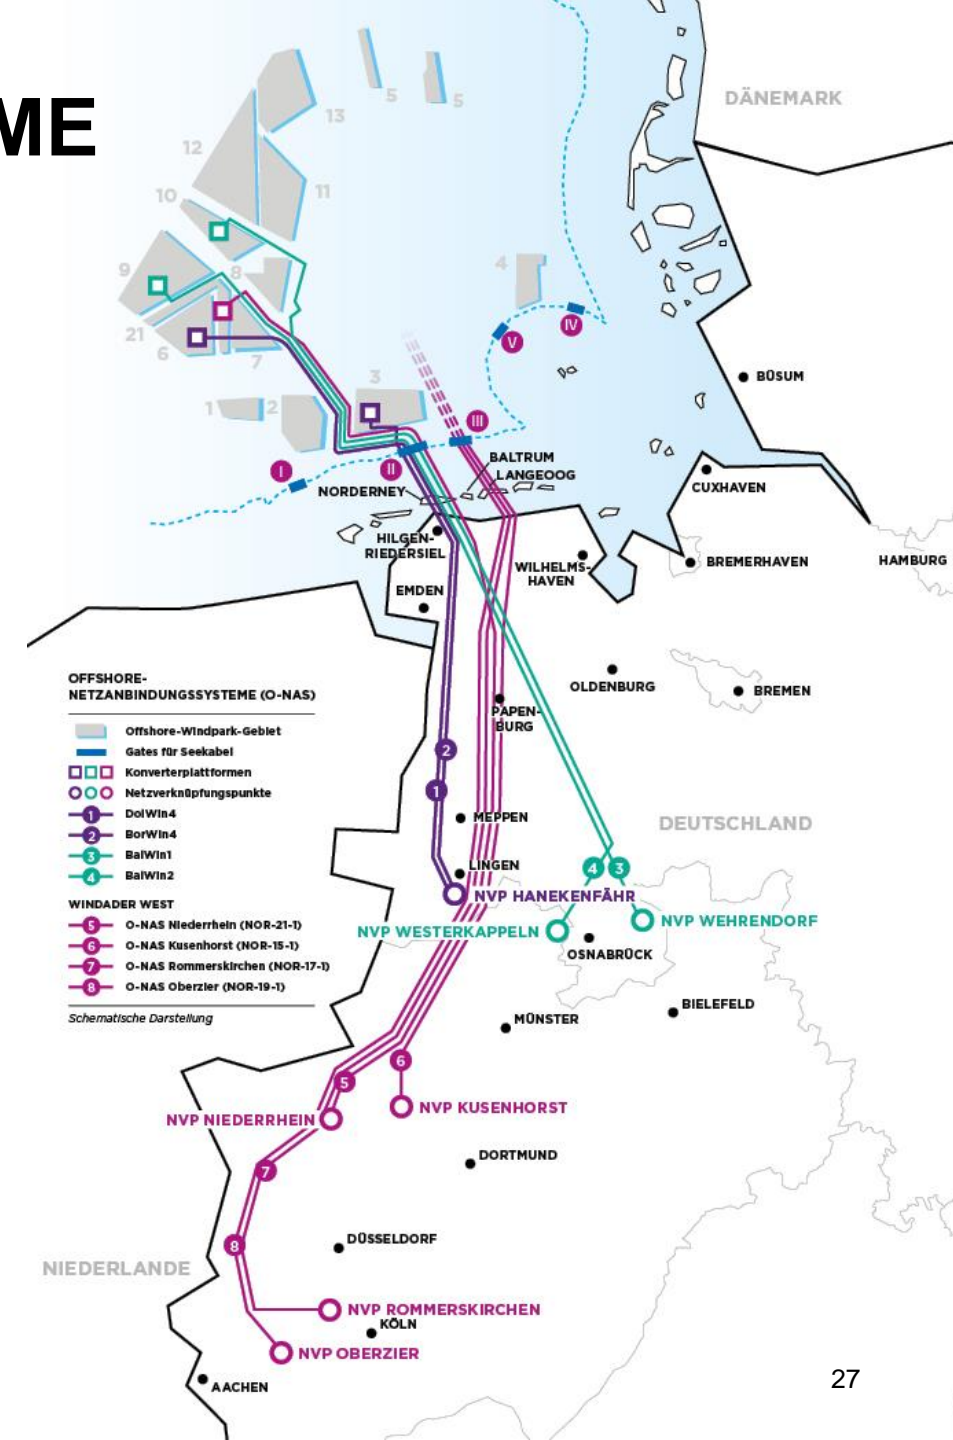 ME
DÄNEMARK
5
5
13
12
11
10
9
8
4
21
6
7
IV
V
3
1
2
III
BÜSUM
I
II
BALTRUM
LANGEOOG
NORDERNEY
CUXHAVEN
HILGEN-
RIEDERSIEL
WILHELMS-
HAVEN
BREMERHAVEN
HAMBURG
EMDEN
OLDENBURG
BREMEN
PAPEN-
BURG
OFFSHORE-
NETZANBINDUNGSSYSTEME (O-NAS)
Offshore-Windpark-Gebiet
Gates für Seekabel
Konverterplattformen
Netzverknüpfungspunkte
1 DolWin4
2 BorWin4
3 BalWin1
4 BalWin2
WINDADER WEST
5 O-NAS Niederrhein (NOR-21-1)
6 O-NAS Kusenhorst (NOR-15-1)
7 O-NAS Rommerskirchen (NOR-17-1)
8 O-NAS Oberzier (NOR-19-1)
Schematische Darstellung
2
1
MEPPEN
DEUTSCHLAND
LINGEN
4
3
NVP HANEKENFÄHR
NVP WESTERKAPPELN
NVP WEHRENDORF
OSNABRÜCK
BIELEFELD
MÜNSTER
6
5
NVP KUSENHORST
NVP NIEDERRHEIN
DORTMUND
7
8
DÜSSELDORF
NIEDERLANDE
NVP ROMMERSKIRCHEN
KÖLN
NVP OBERZIER
AACHEN
27